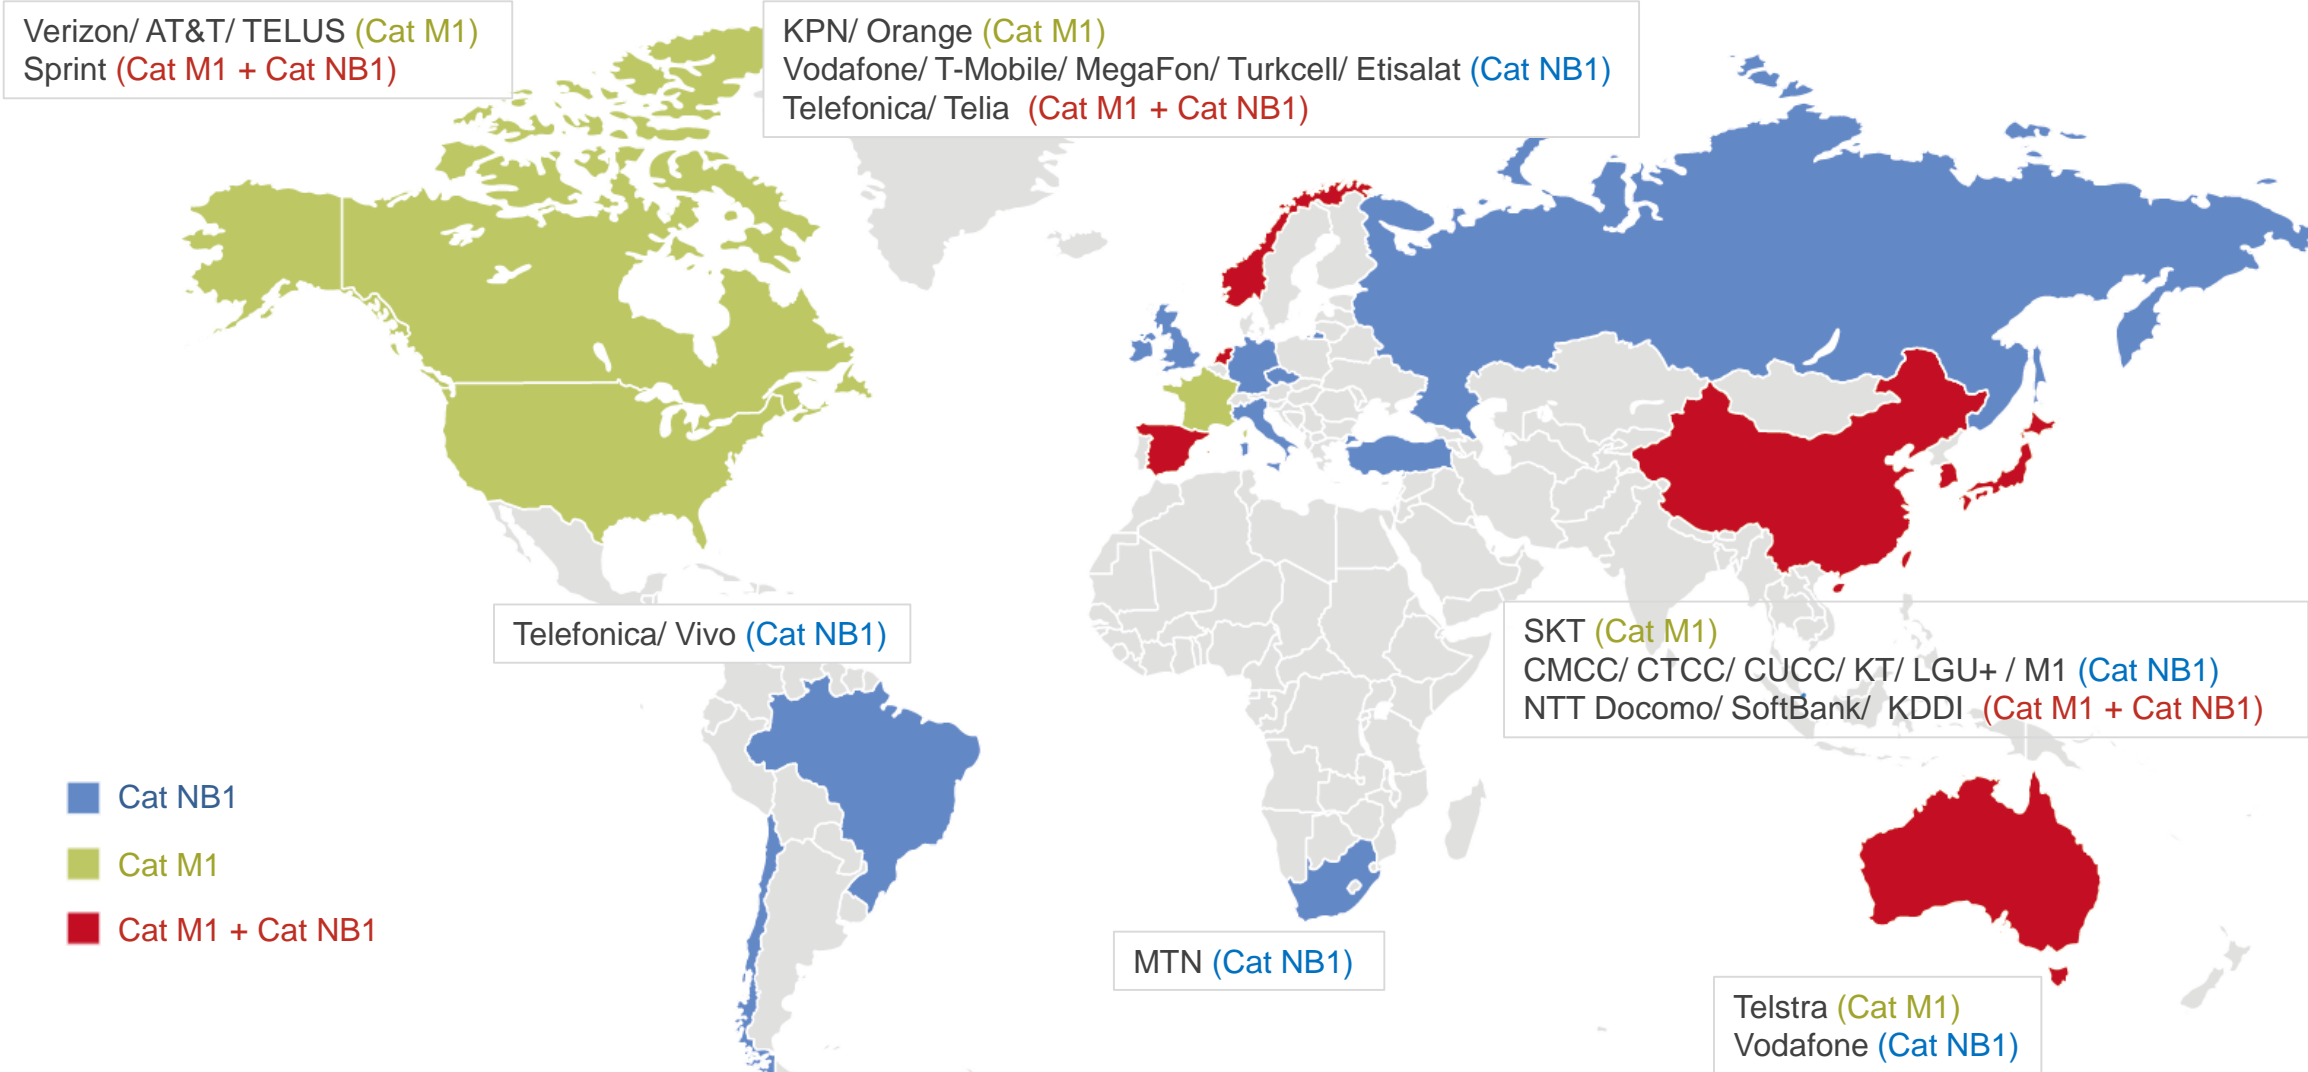 Verizon/ AT&T/ TELUS (Cat M1)
Sprint (Cat M1 + Cat NB1)
KPN/ Orange (Cat M1)
Vodafone/ T-Mobile/ MegaFon/ Turkcell/ Etisalat (Cat NB1)
Telefonica/ Telia (Cat M1 + Cat NB1)
Telefonica/ Vivo (Cat NB1)
SKT (Cat M1)
CMCC/ CTCC/ CUCC/ KT/ LGU+ / M1 (Cat NB1)
NTT Docomo/ SoftBank/ KDDI (Cat M1 + Cat NB1)
Cat NB1
Cat M1
Cat M1 + Cat NB1
MTN (Cat NB1)
Telstra (Cat M1)
Vodafone (Cat NB1)